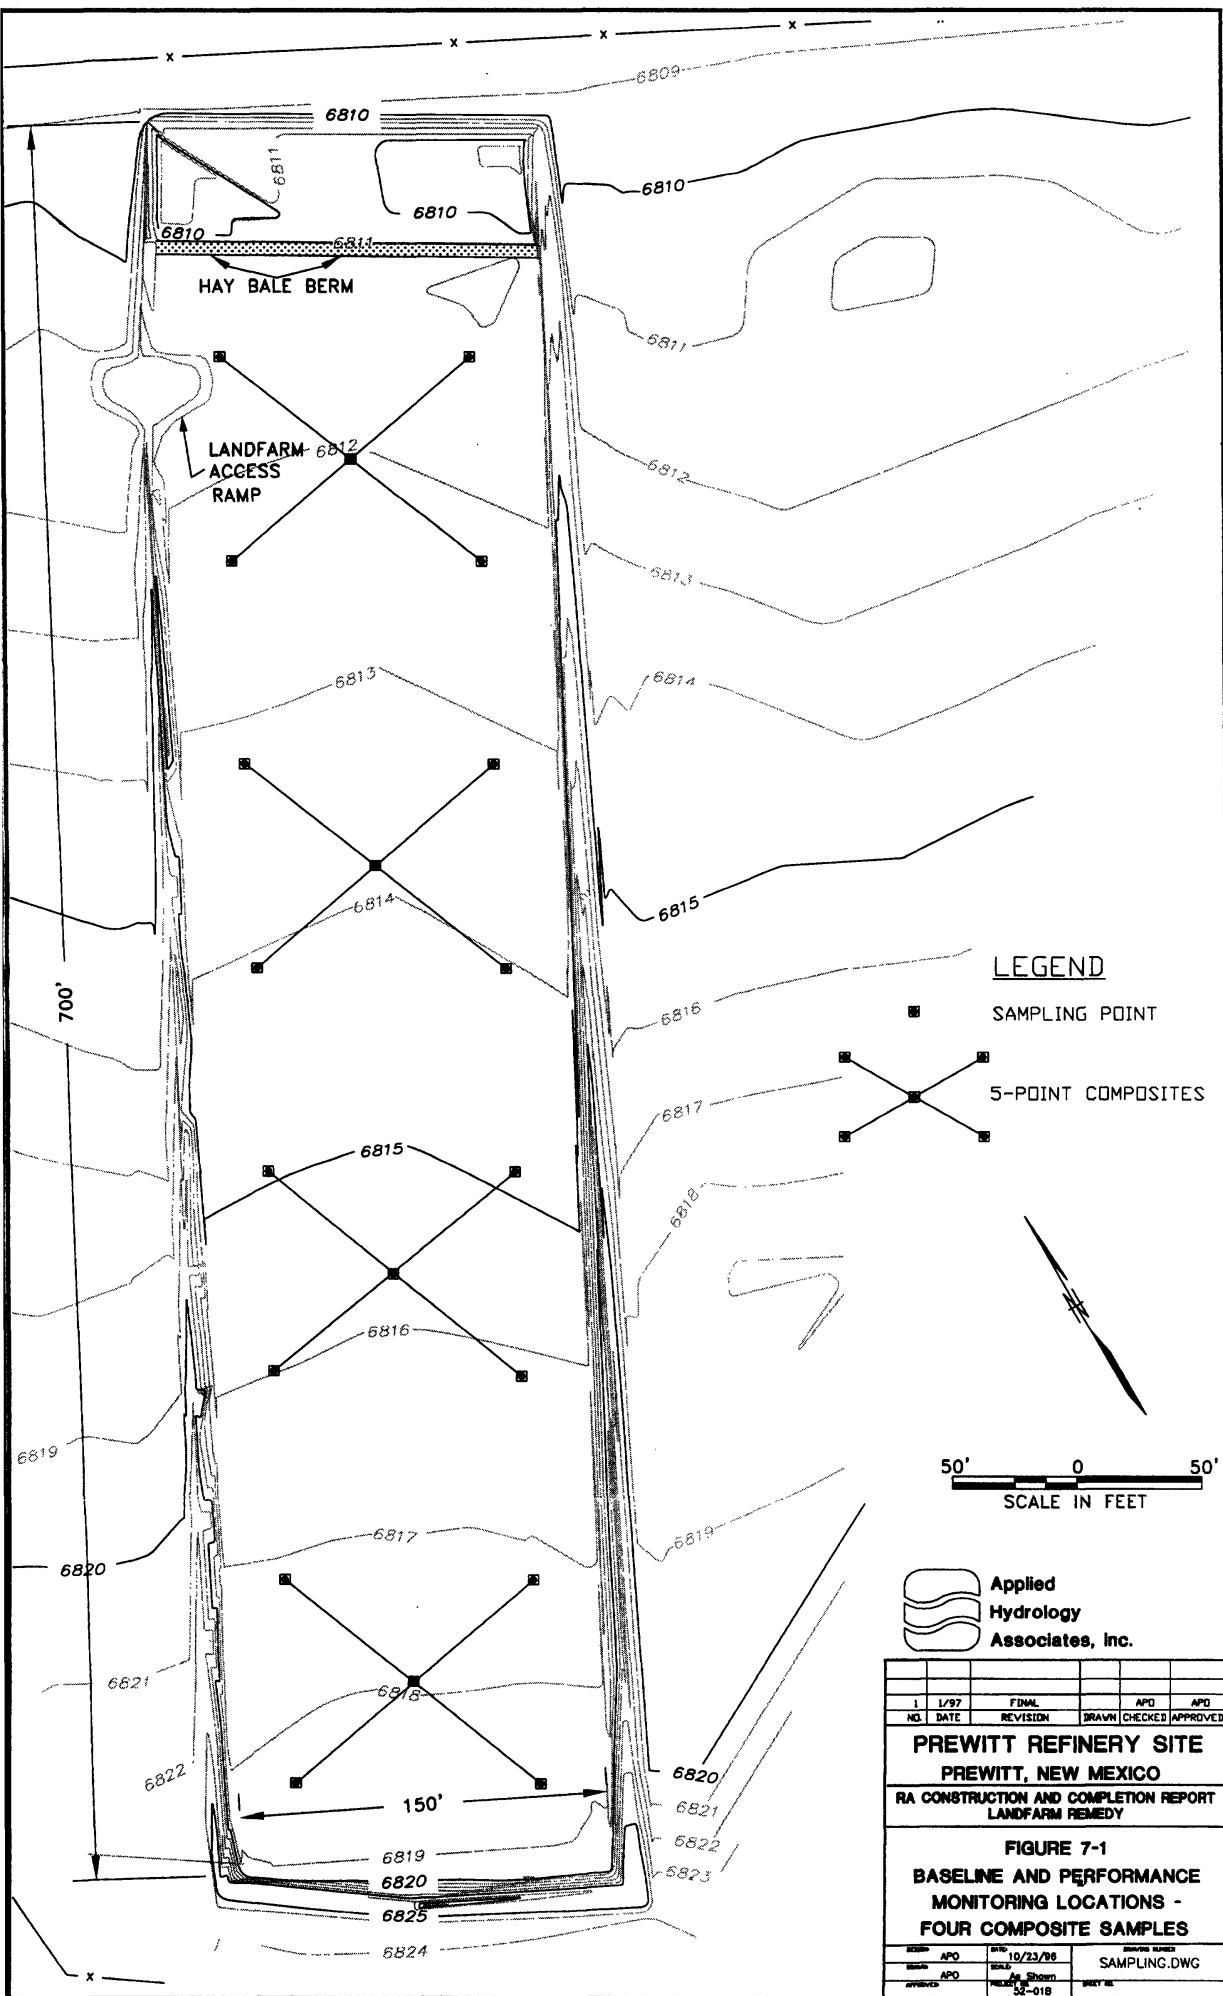 x x x x
6809
6810
6811
6810
6810
6810
6811
HAY BALE BERM
6811
LANDFARM
ACCESS
RAMP
6812
6812
6813
6813
6814
6814
6815
700'
LEGEND
SAMPLING POINT
5-POINT COMPOSITES
6816
6817
6815
6818
6816
6819
50' 0 50'
SCALE IN FEET
6817
6819
6820
Applied
Hydrology
Associates, Inc.
6821
6818
6822
6820
150'
6821
6822
6819
6823
6820
6825
6824
x
1 1/97 FINAL APO APO
NO. DATE REVISION DRAWN CHECKED APPROVED
PREWITT REFINERY SITE
PREWITT, NEW MEXICO
RA CONSTRUCTION AND COMPLETION REPORT
LANDFARM REMEDY
FIGURE 7-1
BASELINE AND PERFORMANCE
MONITORING LOCATIONS -
FOUR COMPOSITE SAMPLES
APO DATE: 10/23/96
APO SCALE: As Shown
SAMPLING.DWG
APPROVED 52-018